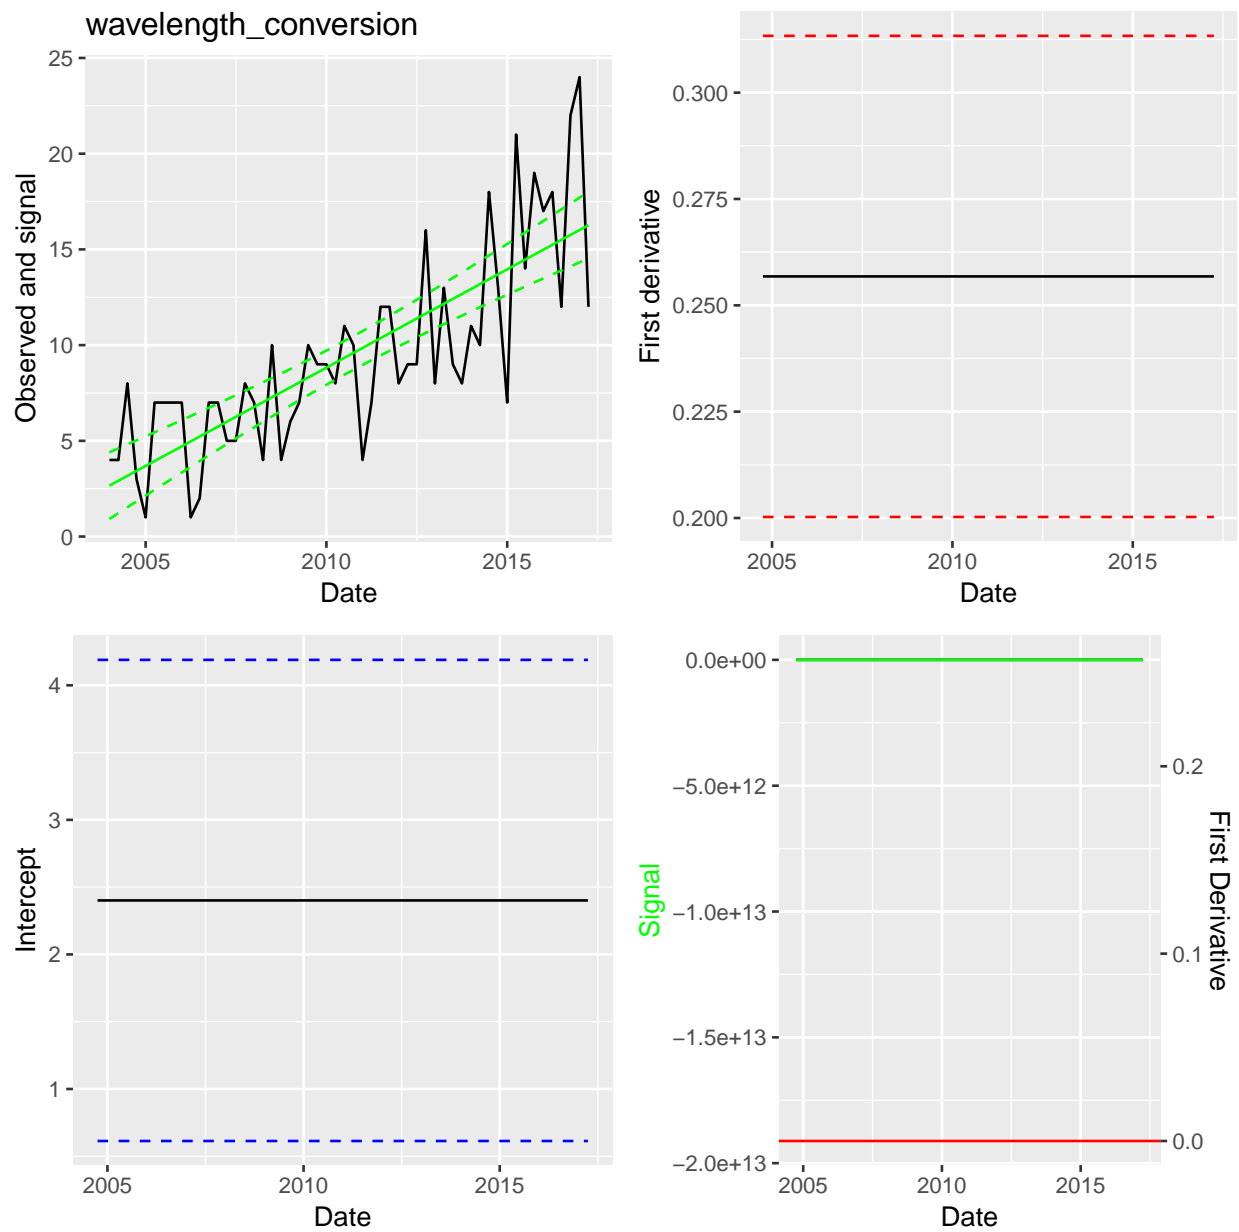 wavelength_conversion
Observed and signal
25
20
15
10
5
0
2005 2010 2015
Date
First derivative
0.300
0.275
0.250
0.225
0.200
2005 2010 2015
Date
Intercept
4
3
2
1
2005 2010 2015
Date
Signal
0.0e+00
−5.0e+12
−1.0e+13
−1.5e+13
−2.0e+13
0.2
0.1
0.0
First Derivative
2005 2010 2015
Date